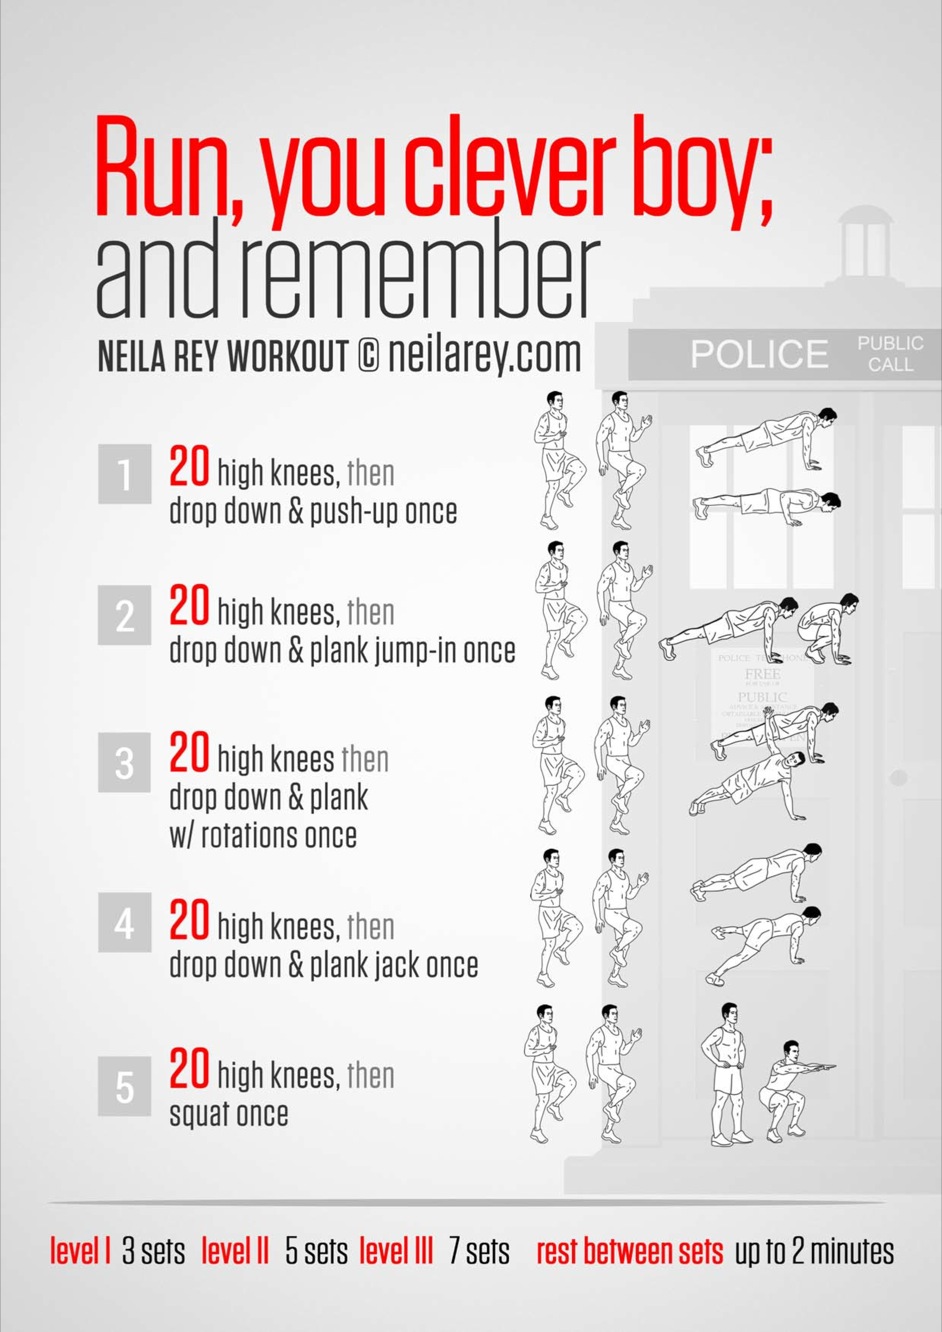 Run, you clever boy;
and remember
NEILA REY WORKOUT © neilarey.com
POLICE PUBLIC
CALL
1 20 high knees, then
drop down & push-up once
2 20 high knees, then
drop down & plank jump-in once
POLICE
FREE
PUBLIC
3 20 high knees then
drop down & plank
w/ rotations once
4 20 high knees, then
drop down & plank jack once
5 20 high knees, then
squat once
level I 3 sets level II 5 sets level III 7 sets rest between sets up to 2 minutes